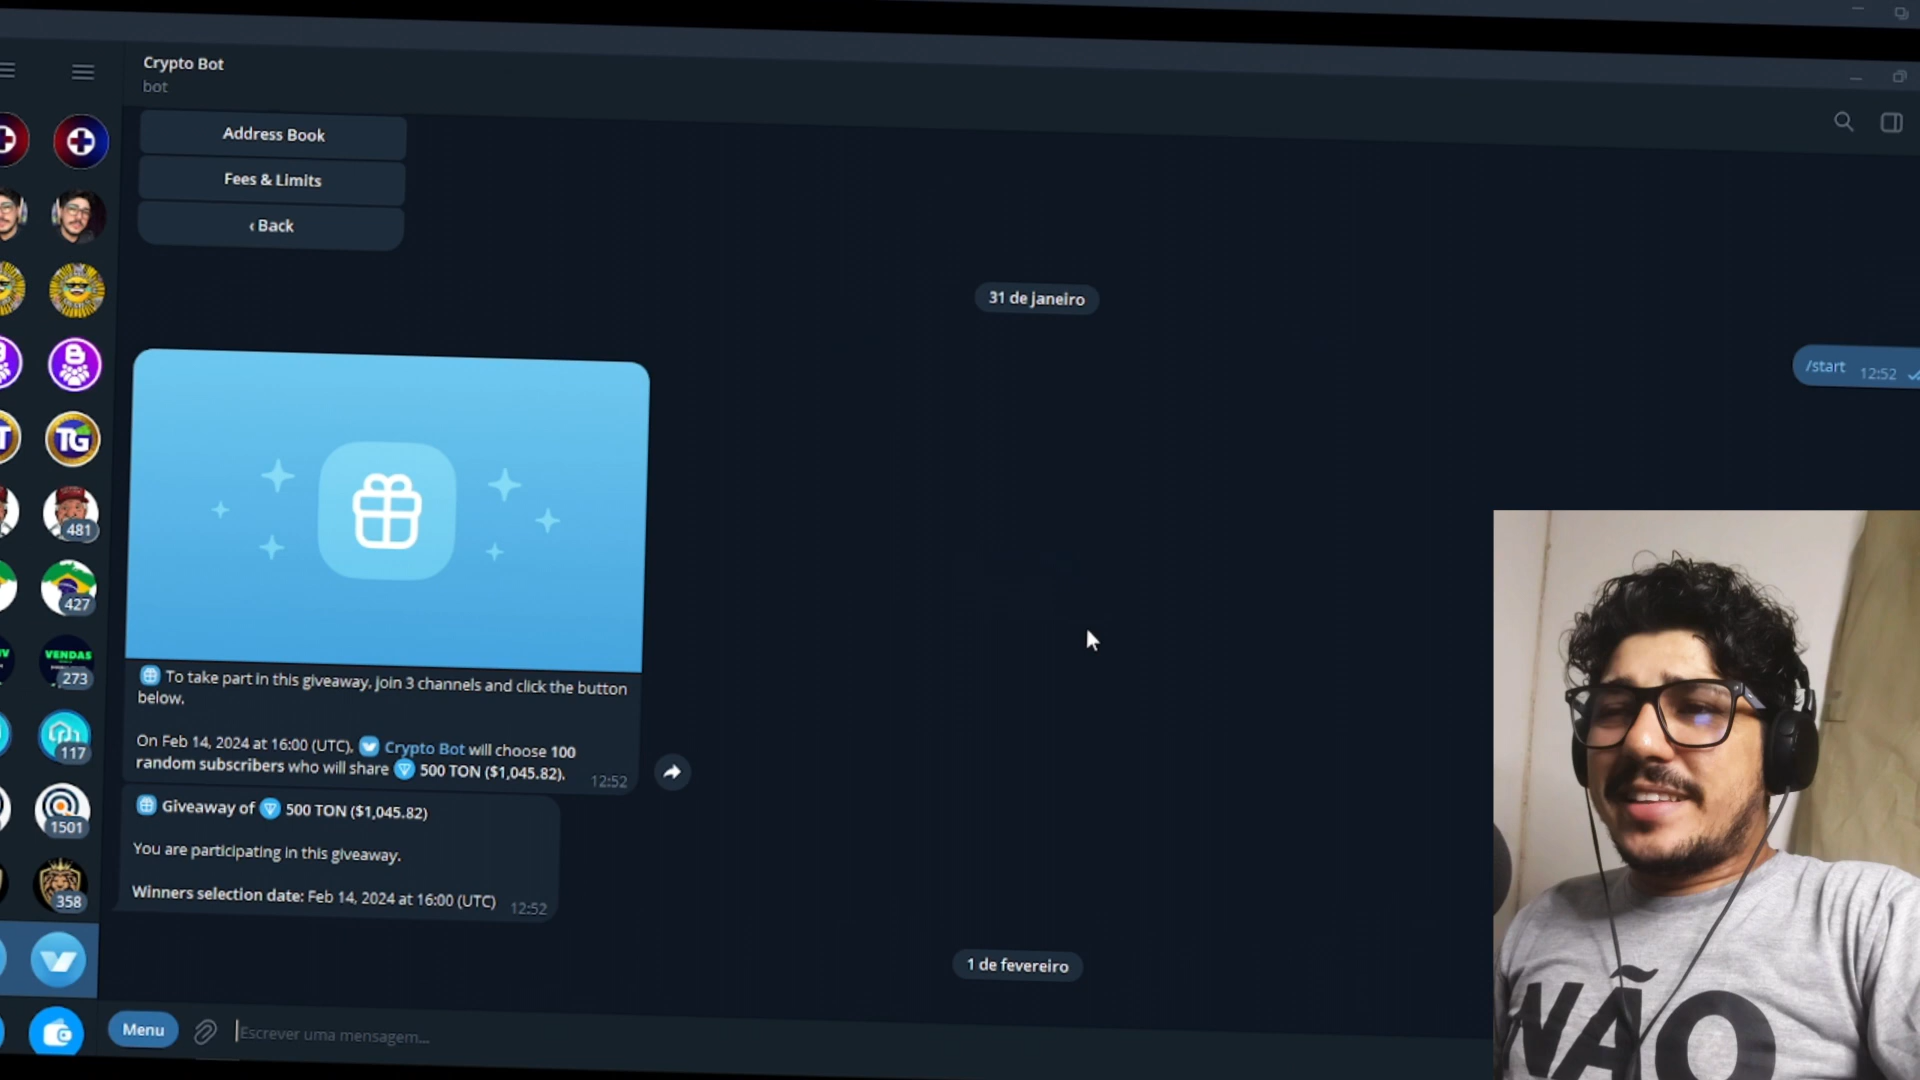 Crypto Bot
bot
Address Book
Fees & Limits
‹ Back
31 de janeiro
/start 12:52
To take part in this giveaway, join 3 channels and click the button
below.
On Feb 14, 2024 at 16:00 (UTC), Crypto Bot will choose 100
random subscribers who will share 500 TON ($1,045.82).
12:52
Giveaway of 500 TON ($1,045.82)
You are participating in this giveaway.
Winners selection date: Feb 14, 2024 at 16:00 (UTC)
12:52
1 de fevereiro
Menu
Escrever uma mensagem...
B
TG
481
427
VENDAS
273
117
1501
358
NÃO